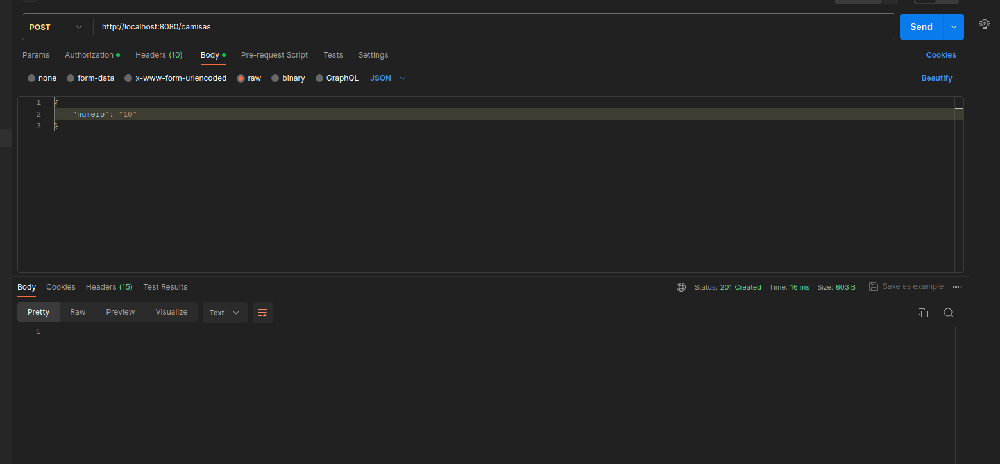 POST http://localhost:8080/camisas Send
Params Authorization Headers (10) Body Pre-request Script Tests Settings Cookies
none form-data x-www-form-urlencoded raw binary GraphQL JSON Beautify
1 {
2 "numero": "10"
3 }
Body Cookies Headers (15) Test Results Status: 201 Created Time: 16 ms Size: 603 B Save as example
Pretty Raw Preview Visualize Text
1